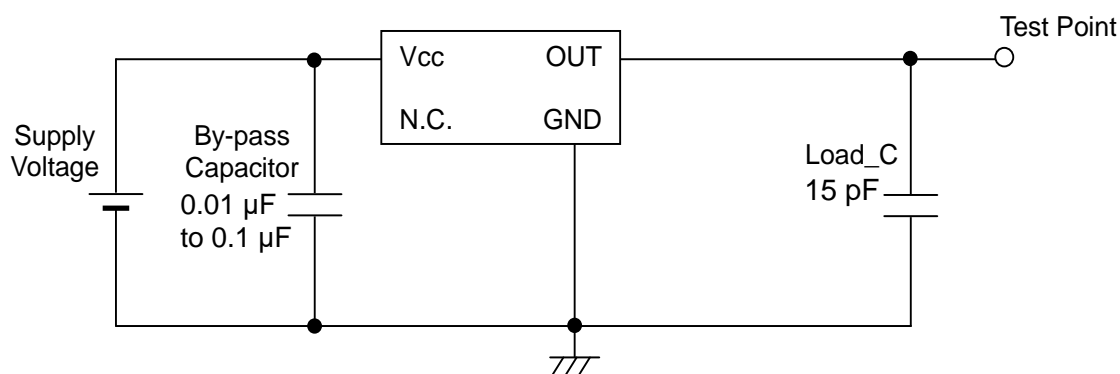 Test Point
Vcc OUT
N.C. GND
Supply
Voltage
By-pass
Capacitor
0.01 µF
to 0.1 µF
Load_C
15 pF